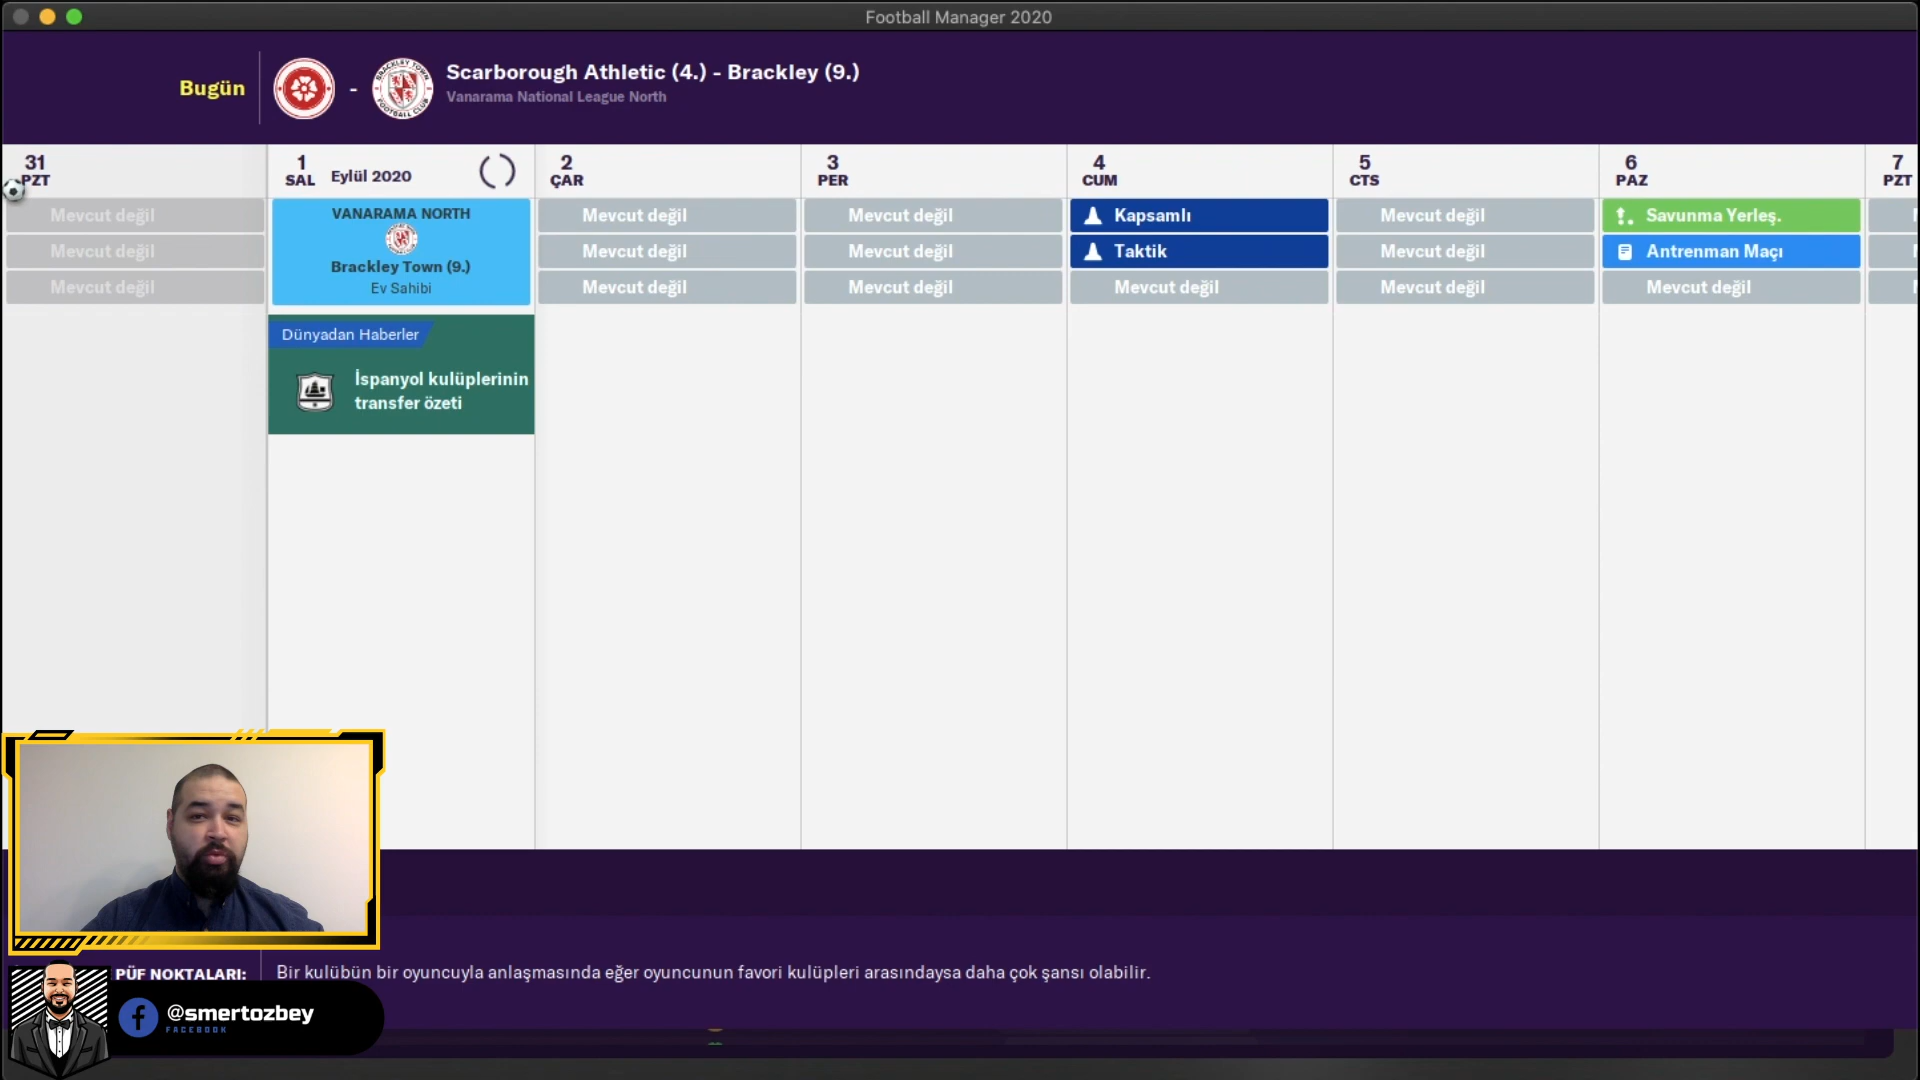 Football Manager 2020
Bugün
-
Scarborough Athletic (4.) - Brackley (9.)
Vanarama National League North
BRACKLEY TOWN
FOOTBALL CLUB
31
PZT
1
SAL
Eylül 2020
2
ÇAR
3
PER
4
CUM
5
CTS
6
PAZ
7
PZT
Mevcut değil
Mevcut değil
Mevcut değil
VANARAMA NORTH
Brackley Town (9.)
Ev Sahibi
Mevcut değil
Mevcut değil
Mevcut değil
Mevcut değil
Mevcut değil
Mevcut değil
Kapsamlı
Taktik
Mevcut değil
Mevcut değil
Mevcut değil
Mevcut değil
Savunma Yerleş.
Antrenman Maçı
Mevcut değil
Dünyadan Haberler
İspanyol kulüplerinin
transfer özeti
PÜF NOKTALARI:
Bir kulübün bir oyuncuyla anlaşmasında eğer oyuncunun favori kulüpleri arasındaysa daha çok şansı olabilir.
@smertozbey
FACEBOOK